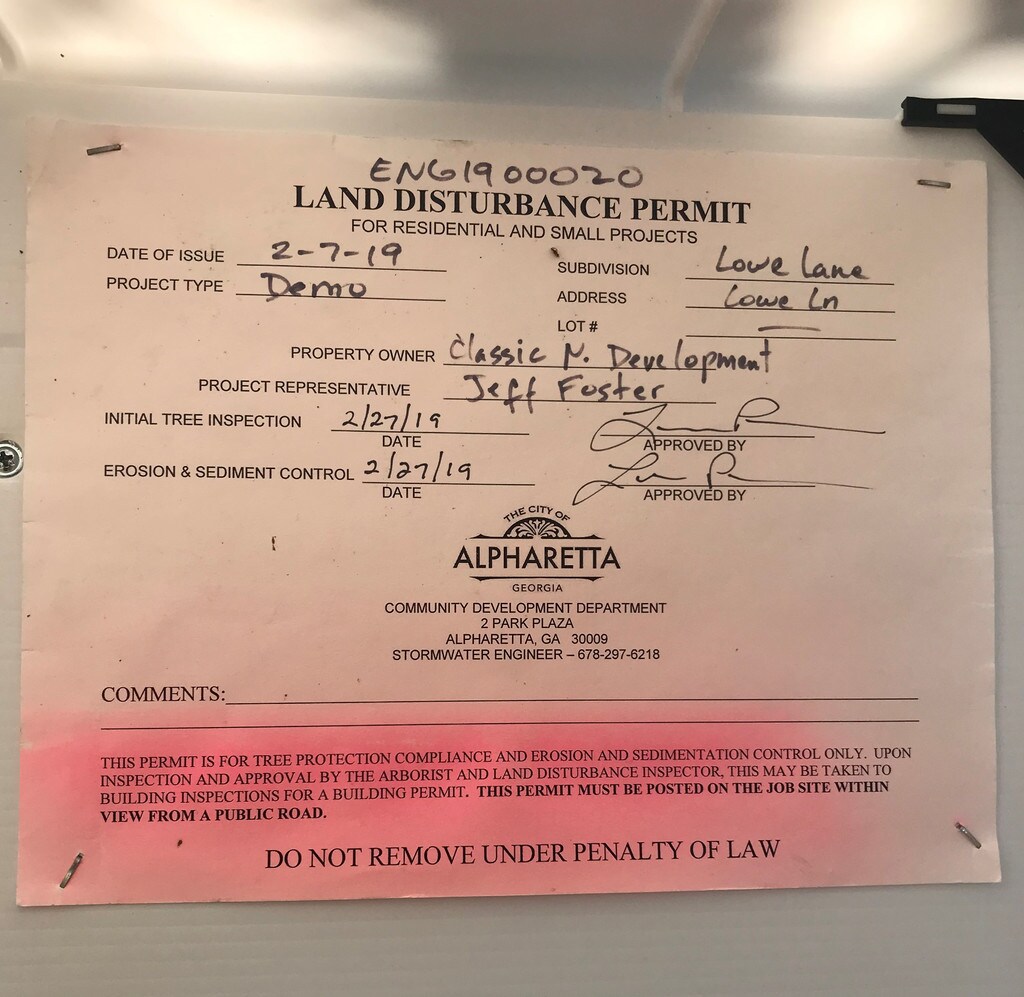 ENG1900020
LAND DISTURBANCE PERMIT
FOR RESIDENTIAL AND SMALL PROJECTS
DATE OF ISSUE 2-7-19
PROJECT TYPE Demo
SUBDIVISION Lowe Lane
ADDRESS Lowe Ln
LOT # —
PROPERTY OWNER Classic N. Development
PROJECT REPRESENTATIVE Jeff Foster
INITIAL TREE INSPECTION 2/27/19
DATE
APPROVED BY
EROSION & SEDIMENT CONTROL 2/27/19
DATE
APPROVED BY
THE CITY OF
ALPHARETTA
GEORGIA
COMMUNITY DEVELOPMENT DEPARTMENT
2 PARK PLAZA
ALPHARETTA, GA 30009
STORMWATER ENGINEER – 678-297-6218
COMMENTS:
THIS PERMIT IS FOR TREE PROTECTION COMPLIANCE AND EROSION AND SEDIMENTATION CONTROL ONLY. UPON
INSPECTION AND APPROVAL BY THE ARBORIST AND LAND DISTURBANCE INSPECTOR, THIS MAY BE TAKEN TO
BUILDING INSPECTIONS FOR A BUILDING PERMIT. THIS PERMIT MUST BE POSTED ON THE JOB SITE WITHIN
VIEW FROM A PUBLIC ROAD.
DO NOT REMOVE UNDER PENALTY OF LAW